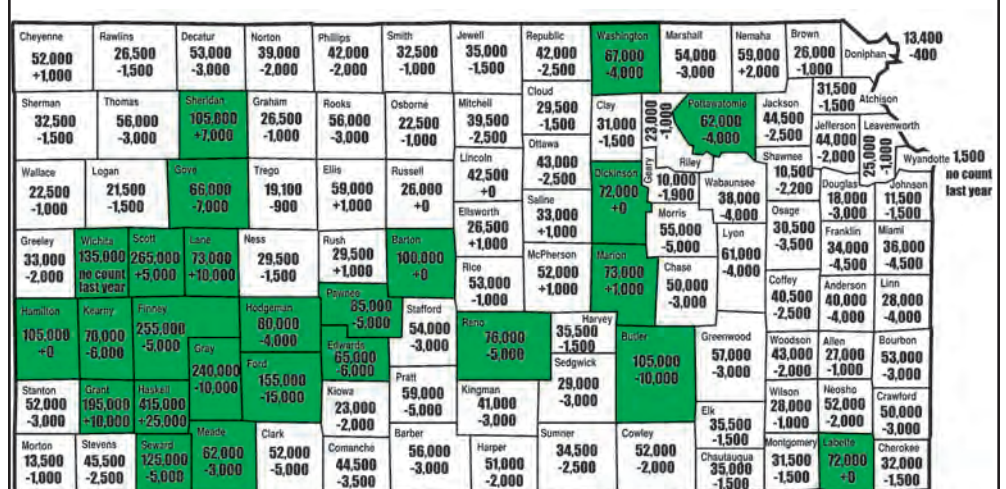 Cheyenne
52,000
+1,000
Rawlins
26,500
-1,500
Decatur
53,000
-3,000
Norton
39,000
-2,000
Phillips
42,000
-2,000
Smith
32,500
-1,000
Jewell
35,000
-1,500
Republic
42,000
-2,500
Washington
67,000
-4,000
Marshall
54,000
-3,000
Nemaha
59,000
+2,000
Brown
26,000
-1,000
Doniphan
13,400
-400
Sherman
32,500
-1,500
Thomas
56,000
-3,000
Sheridan
105,000
+7,000
Graham
26,500
-1,000
Rooks
56,000
-3,000
Osborne
22,500
-1,000
Mitchell
39,500
-2,500
Cloud
29,500
-1,500
Clay
31,000
-1,500
23,000
-1,000
Pottawatomie
62,000
-4,000
Jackson
44,500
-2,500
31,500
-1,500
Atchison
Jefferson
44,000
-2,000
Leavenworth
25,000
-1,000
Wyandotte 1,500
no count
last year
Wallace
22,500
-1,000
Logan
21,500
-1,500
Gove
66,000
-7,000
Trego
19,100
-900
Ellis
59,000
+1,000
Russell
26,000
+0
Lincoln
42,500
+0
Ottawa
43,000
-2,500
Dickinson
72,000
+0
Geary
10,000
-1,900
Riley
Wabaunsee
38,000
-4,000
Shawnee
10,500
-2,200
Douglas
18,000
-3,000
Johnson
11,500
-1,500
Ellsworth
26,500
+1,000
Saline
33,000
+1,000
Morris
55,000
-5,000
Osage
30,500
-3,500
Franklin
34,000
-4,500
Miami
36,000
-4,500
Greeley
33,000
-2,000
Wichita
135,000
no count
last year
Scott
265,000
+5,000
Lane
73,000
+10,000
Ness
29,500
-1,500
Rush
29,500
+1,000
Barton
100,000
+0
Rice
53,000
-1,000
McPherson
52,000
+1,000
Marion
73,000
+1,000
Chase
50,000
-3,000
Lyon
61,000
-4,000
Coffey
40,500
-2,500
Anderson
40,000
-4,000
Linn
28,000
-4,000
Hamilton
105,000
+0
Kearny
70,000
-6,000
Finney
255,000
-5,000
Hodgeman
80,000
-4,000
Pawnee
85,000
-5,000
Stafford
54,000
-3,000
Reno
76,000
-5,000
Harvey
35,500
-1,500
Butler
105,000
-10,000
Greenwood
57,000
-3,000
Woodson
43,000
-2,000
Allen
27,000
-1,000
Bourbon
53,000
-3,000
Gray
240,000
-10,000
Ford
155,000
-15,000
Edwards
65,000
-6,000
Sedgwick
29,000
-3,000
Stanton
52,000
-3,000
Grant
195,000
+10,000
Haskell
415,000
+25,000
Kiowa
23,000
-2,000
Pratt
59,000
-5,000
Kingman
41,000
-3,000
Elk
35,500
-1,500
Wilson
28,000
-1,000
Neosho
52,000
-2,000
Crawford
50,000
-3,000
Morton
13,500
-1,000
Stevens
45,500
-2,500
Seward
125,000
-5,000
Meade
62,000
-3,000
Clark
52,000
-5,000
Comanche
44,500
-3,500
Barber
56,000
-3,000
Harper
51,000
-2,000
Sumner
34,500
-2,500
Cowley
52,000
-2,000
Chautauqua
35,000
-1,500
Montgomery
31,500
-1,500
Labette
72,000
+0
Cherokee
32,000
-1,500